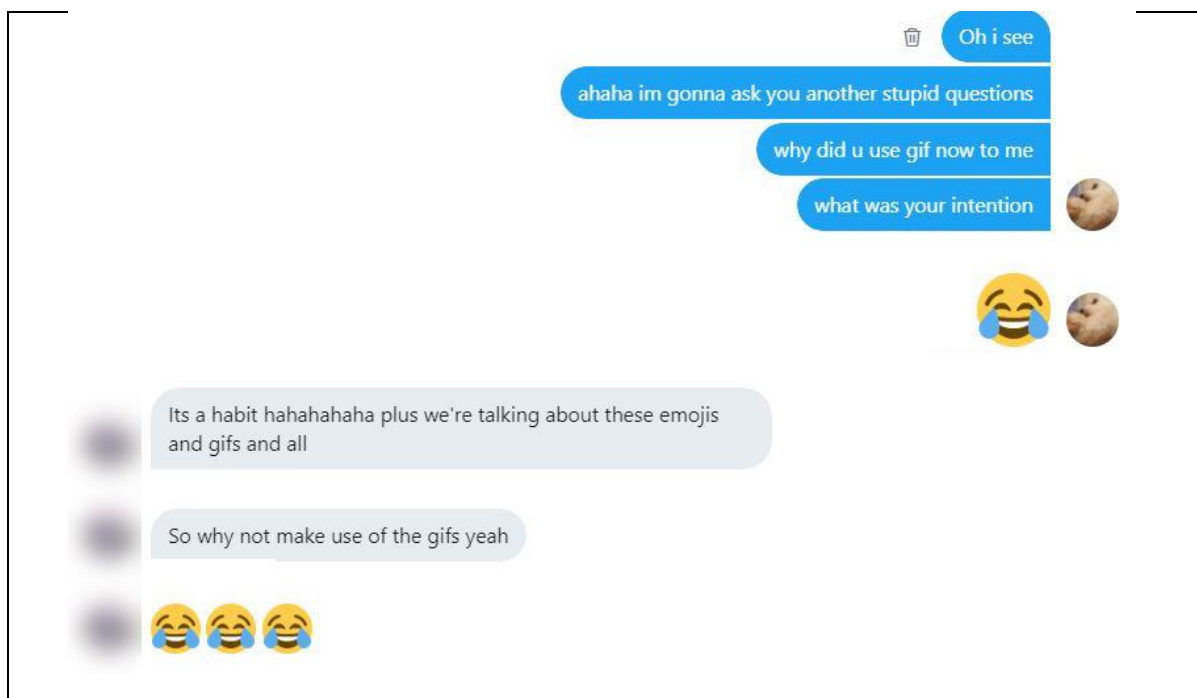 Oh i see
ahaha im gonna ask you another stupid questions
why did u use gif now to me
what was your intention
😂
Its a habit hahahahaha plus we're talking about these emojis
and gifs and all
So why not make use of the gifs yeah
😂😂😂